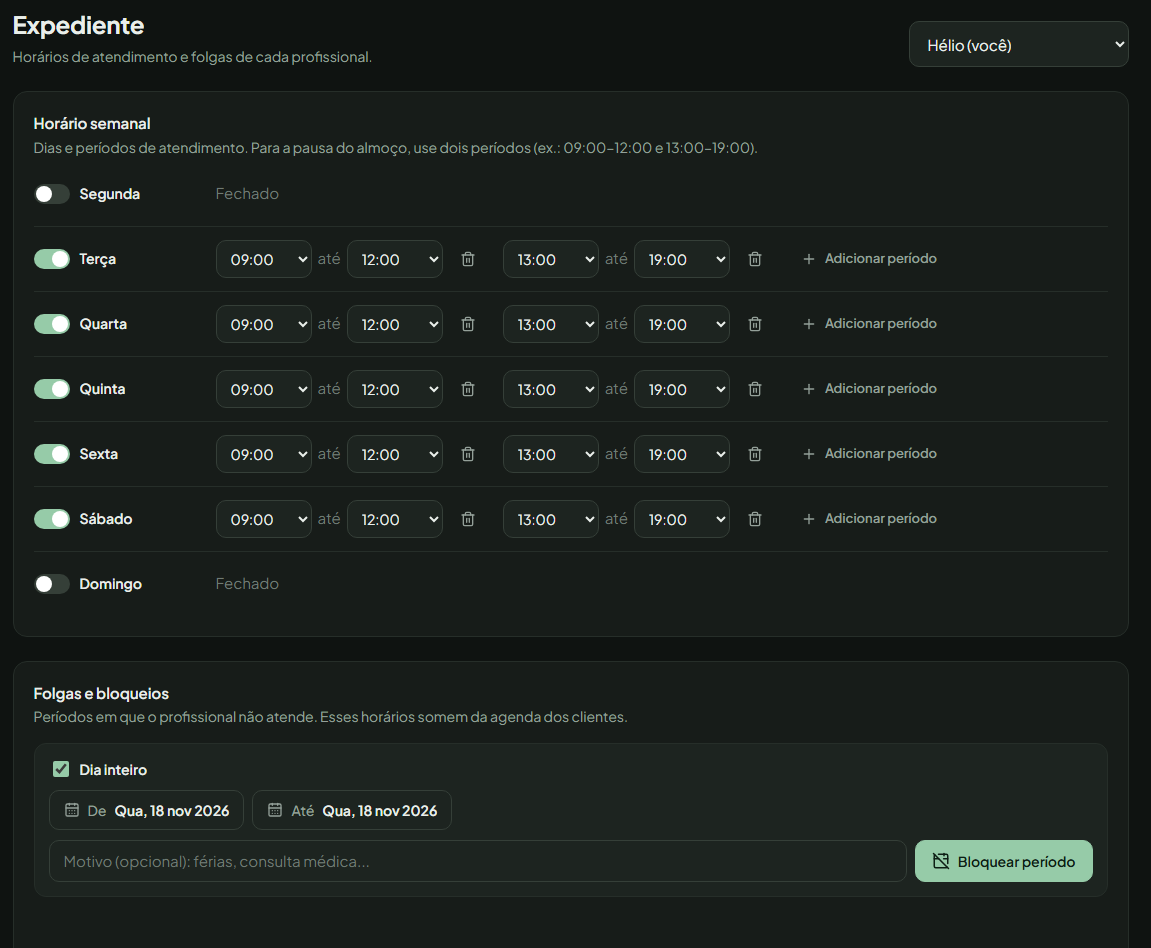 Expediente
Horários de atendimento e folgas de cada profissional.
Hélio (você)
Horário semanal
Dias e períodos de atendimento. Para a pausa do almoço, use dois períodos (ex.: 09:00–12:00 e 13:00–19:00).
Segunda Fechado
Terça 09:00 até 12:00 13:00 até 19:00 + Adicionar período
Quarta 09:00 até 12:00 13:00 até 19:00 + Adicionar período
Quinta 09:00 até 12:00 13:00 até 19:00 + Adicionar período
Sexta 09:00 até 12:00 13:00 até 19:00 + Adicionar período
Sábado 09:00 até 12:00 13:00 até 19:00 + Adicionar período
Domingo Fechado
Folgas e bloqueios
Períodos em que o profissional não atende. Esses horários somem da agenda dos clientes.
Dia inteiro
De Qua, 18 nov 2026 Até Qua, 18 nov 2026
Motivo (opcional): férias, consulta médica... Bloquear período